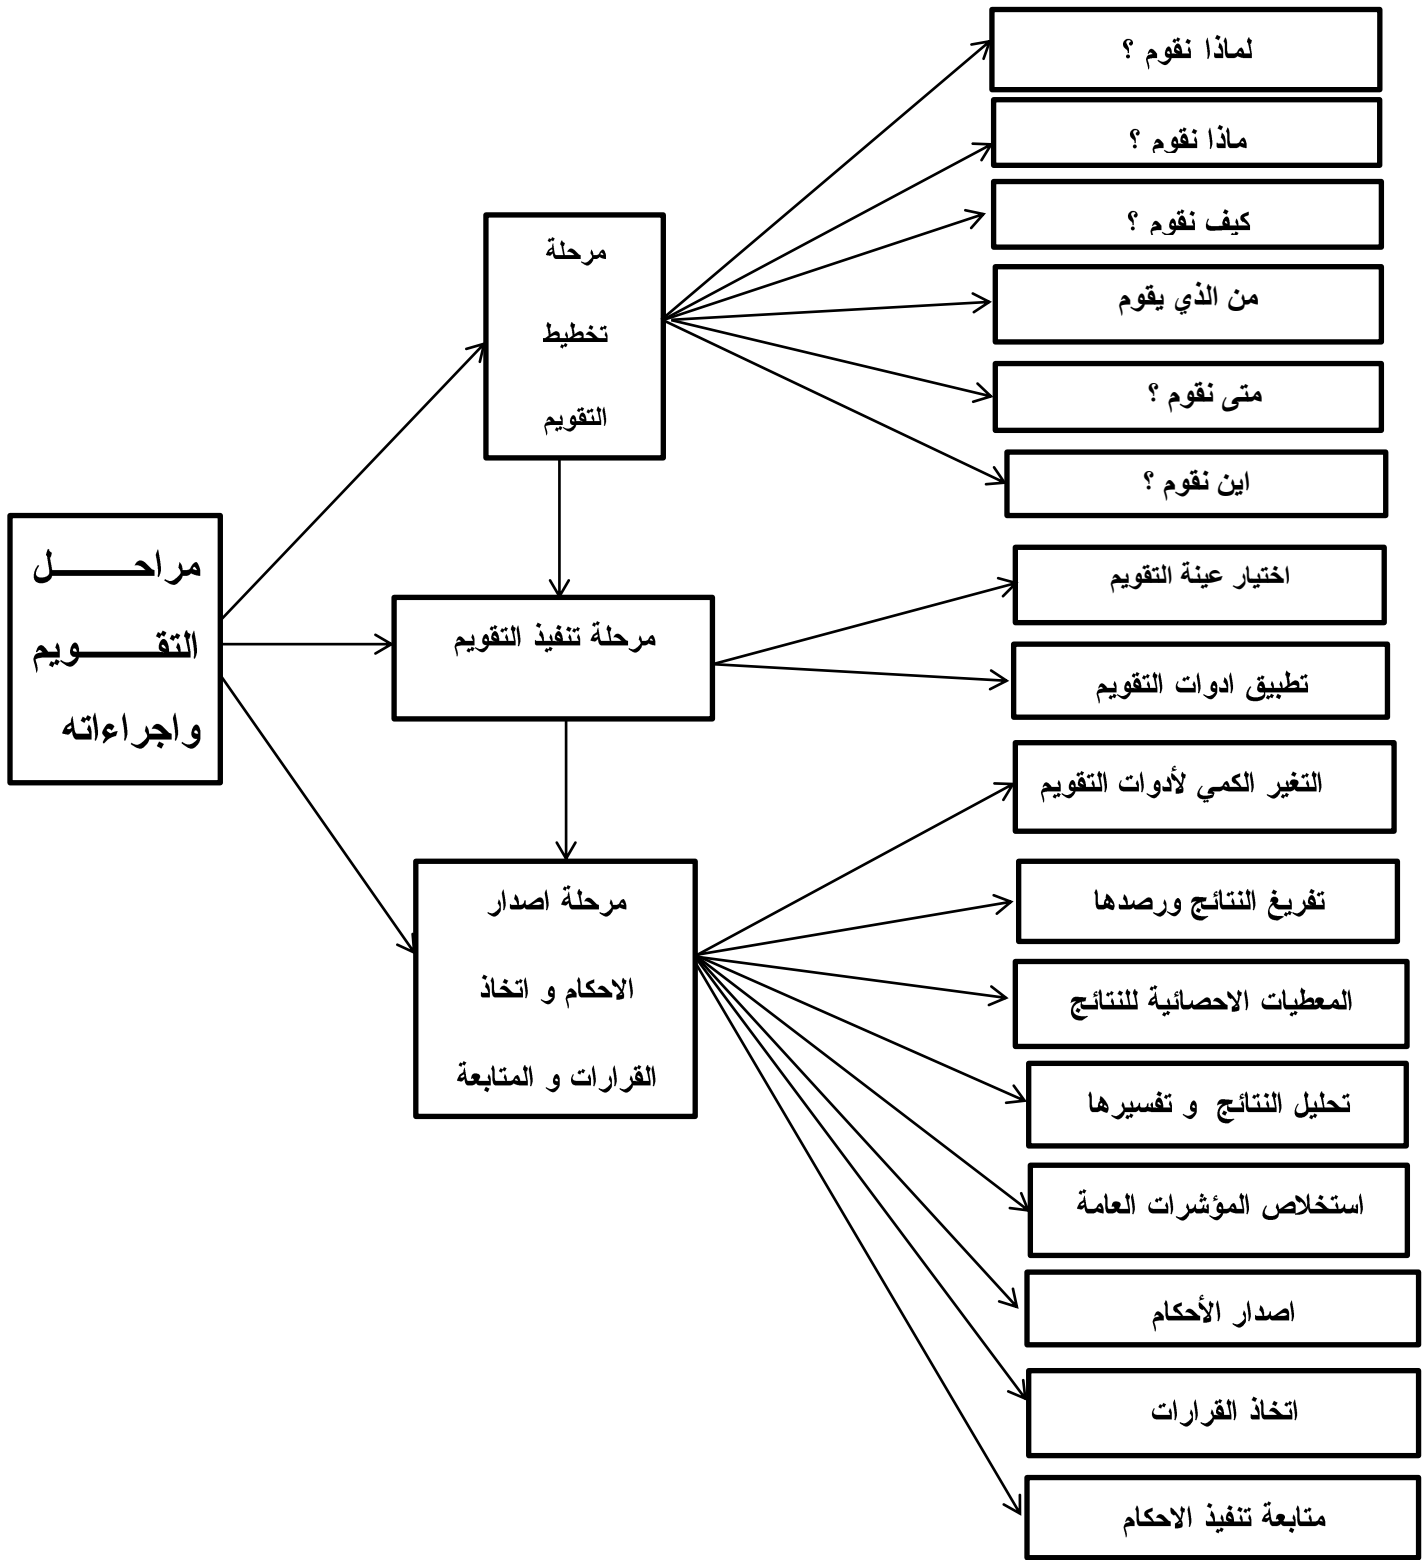 مراحل
التقويم
واجراءاته
مرحلة
تخطيط
التقويم
لماذا نقوم ؟
ماذا نقوم ؟
كيف نقوم ؟
من الذي يقوم
متى نقوم ؟
اين نقوم ؟
مرحلة تنفيذ التقويم
اختيار عينة التقويم
تطبيق ادوات التقويم
مرحلة اصدار
الاحكام و اتخاذ
القرارات و المتابعة
التغير الكمي لأدوات التقويم
تفريغ النتائج ورصدها
المعطيات الاحصائية للنتائج
تحليل النتائج و تفسيرها
استخلاص المؤشرات العامة
اصدار الأحكام
اتخاذ القرارات
متابعة تنفيذ الاحكام